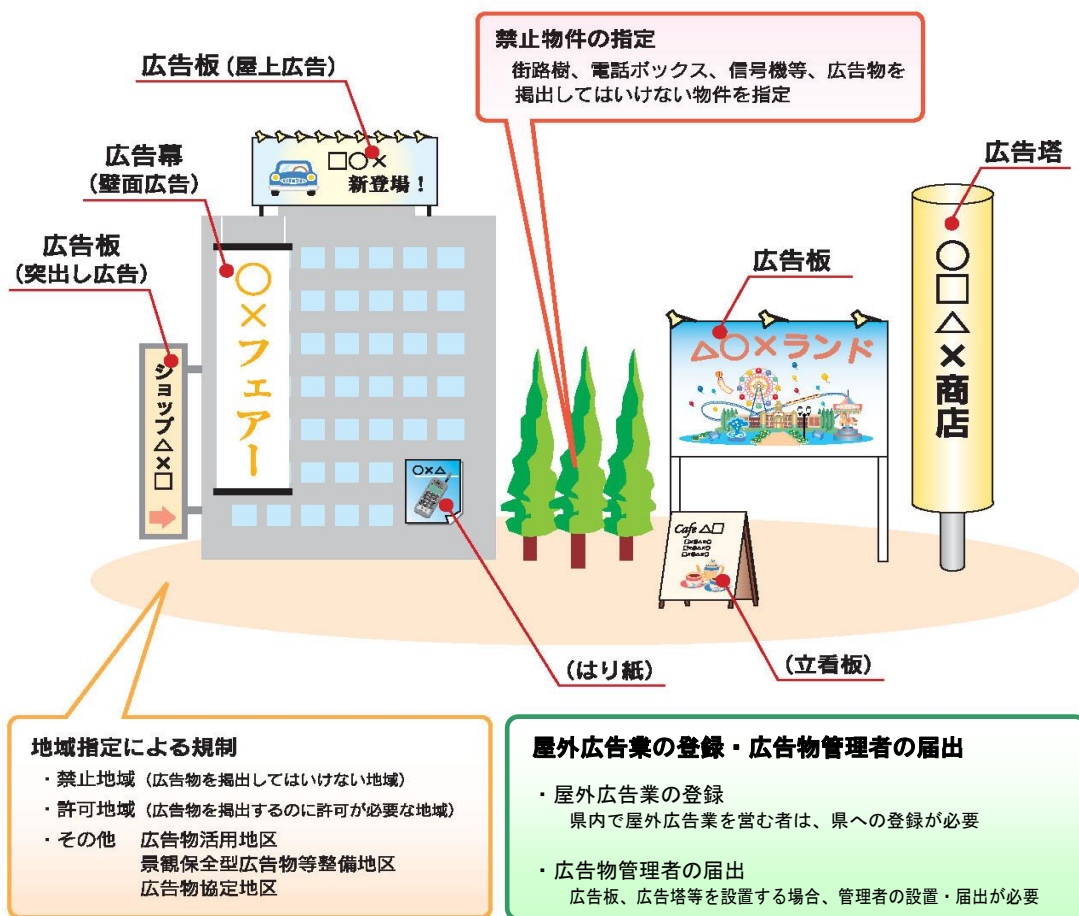 禁止物件の指定
街路樹、電話ボックス、信号機等、広告物を
掲出してはいけない物件を指定
広告板(屋上広告)
□○×
新登場!
広告幕
(壁面広告)
広告塔
広告板
(突出し広告)
広告板
○×フェアー
ショップ△×□
△○×ランド
○□△×商店
○×△
Cafe △□
(はり紙)
(立看板)
地域指定による規制
・禁止地域(広告物を掲出してはいけない地域)
・許可地域(広告物を掲出するのに許可が必要な地域)
・その他 広告物活用地区
景観保全型広告物等整備地区
広告物協定地区
屋外広告業の登録・広告物管理者の届出
・屋外広告業の登録
県内で屋外広告業を営む者は、県への登録が必要
・広告物管理者の届出
広告板、広告塔等を設置する場合、管理者の設置・届出が必要